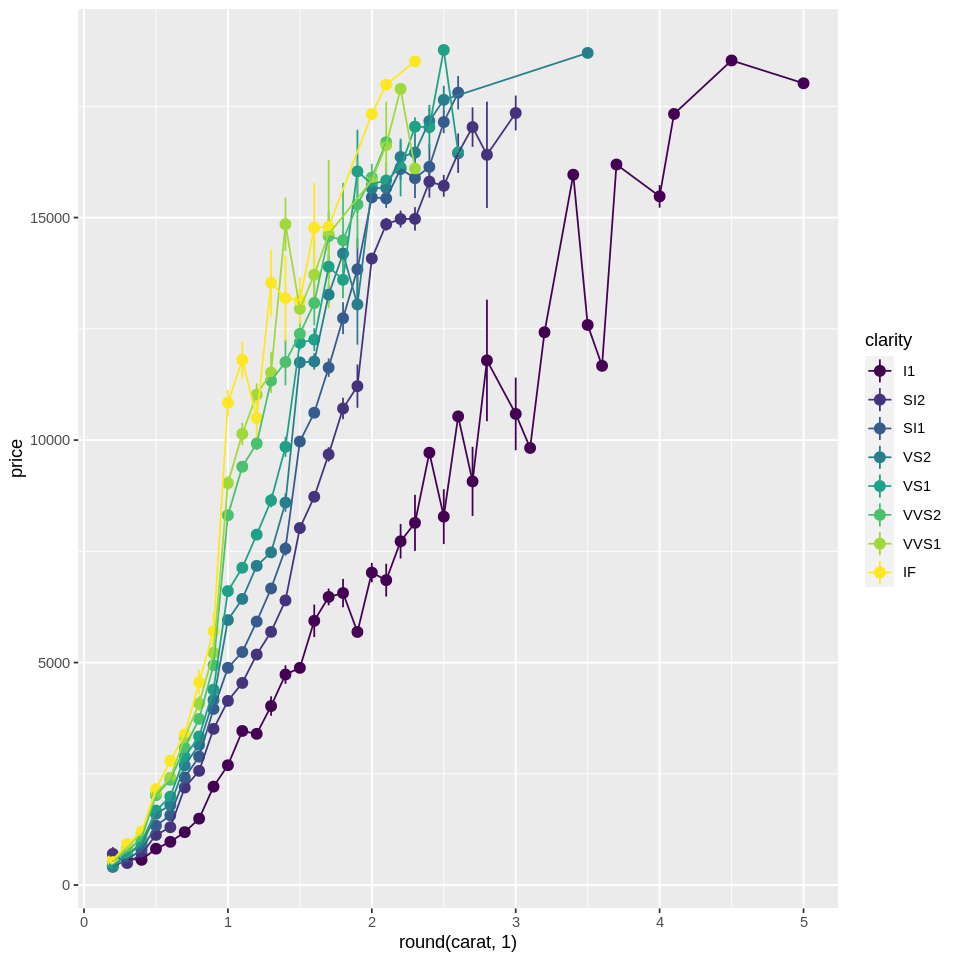 15000
10000
5000
0
price
0 1 2 3 4 5
round(carat, 1)
clarity
I1
SI2
SI1
VS2
VS1
VVS2
VVS1
IF